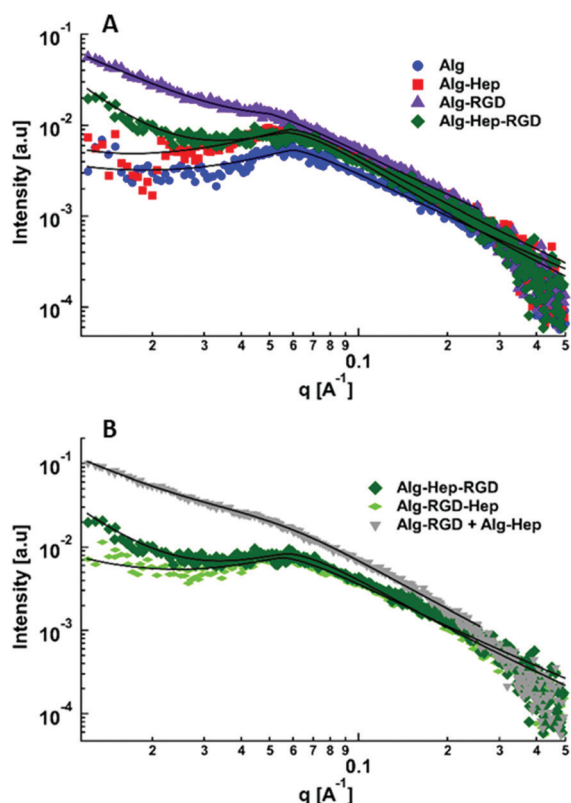 A
10⁻¹
10⁻²
10⁻³
10⁻⁴
Intensity [a.u]
Alg
Alg-Hep
Alg-RGD
Alg-Hep-RGD
2 3 4 5 6 7 8 9 0.1 2 3 4 5
q [A⁻¹]
B
10⁻¹
10⁻²
10⁻³
10⁻⁴
Intensity [a.u]
Alg-Hep-RGD
Alg-RGD-Hep
Alg-RGD + Alg-Hep
2 3 4 5 6 7 8 9 0.1 2 3 4 5
q [A⁻¹]